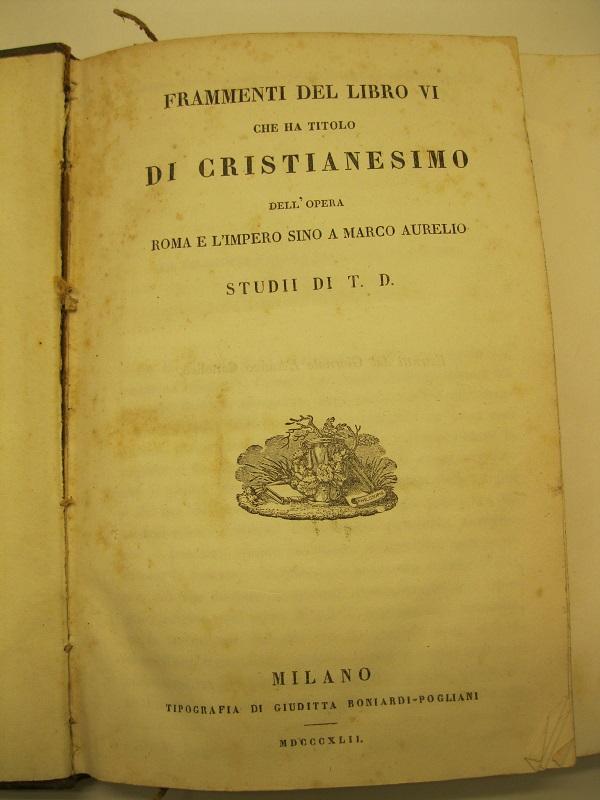 FRAMMENTI DEL LIBRO VI
CHE HA TITOLO
DI CRISTIANESIMO
DELL'OPERA
ROMA E L'IMPERO SINO A MARCO AURELIO
STUDII DI T. D.
MILANO
TIPOGRAFIA DI GIUDITTA BONIARDI-POGLIANI
MDCCCXLII.